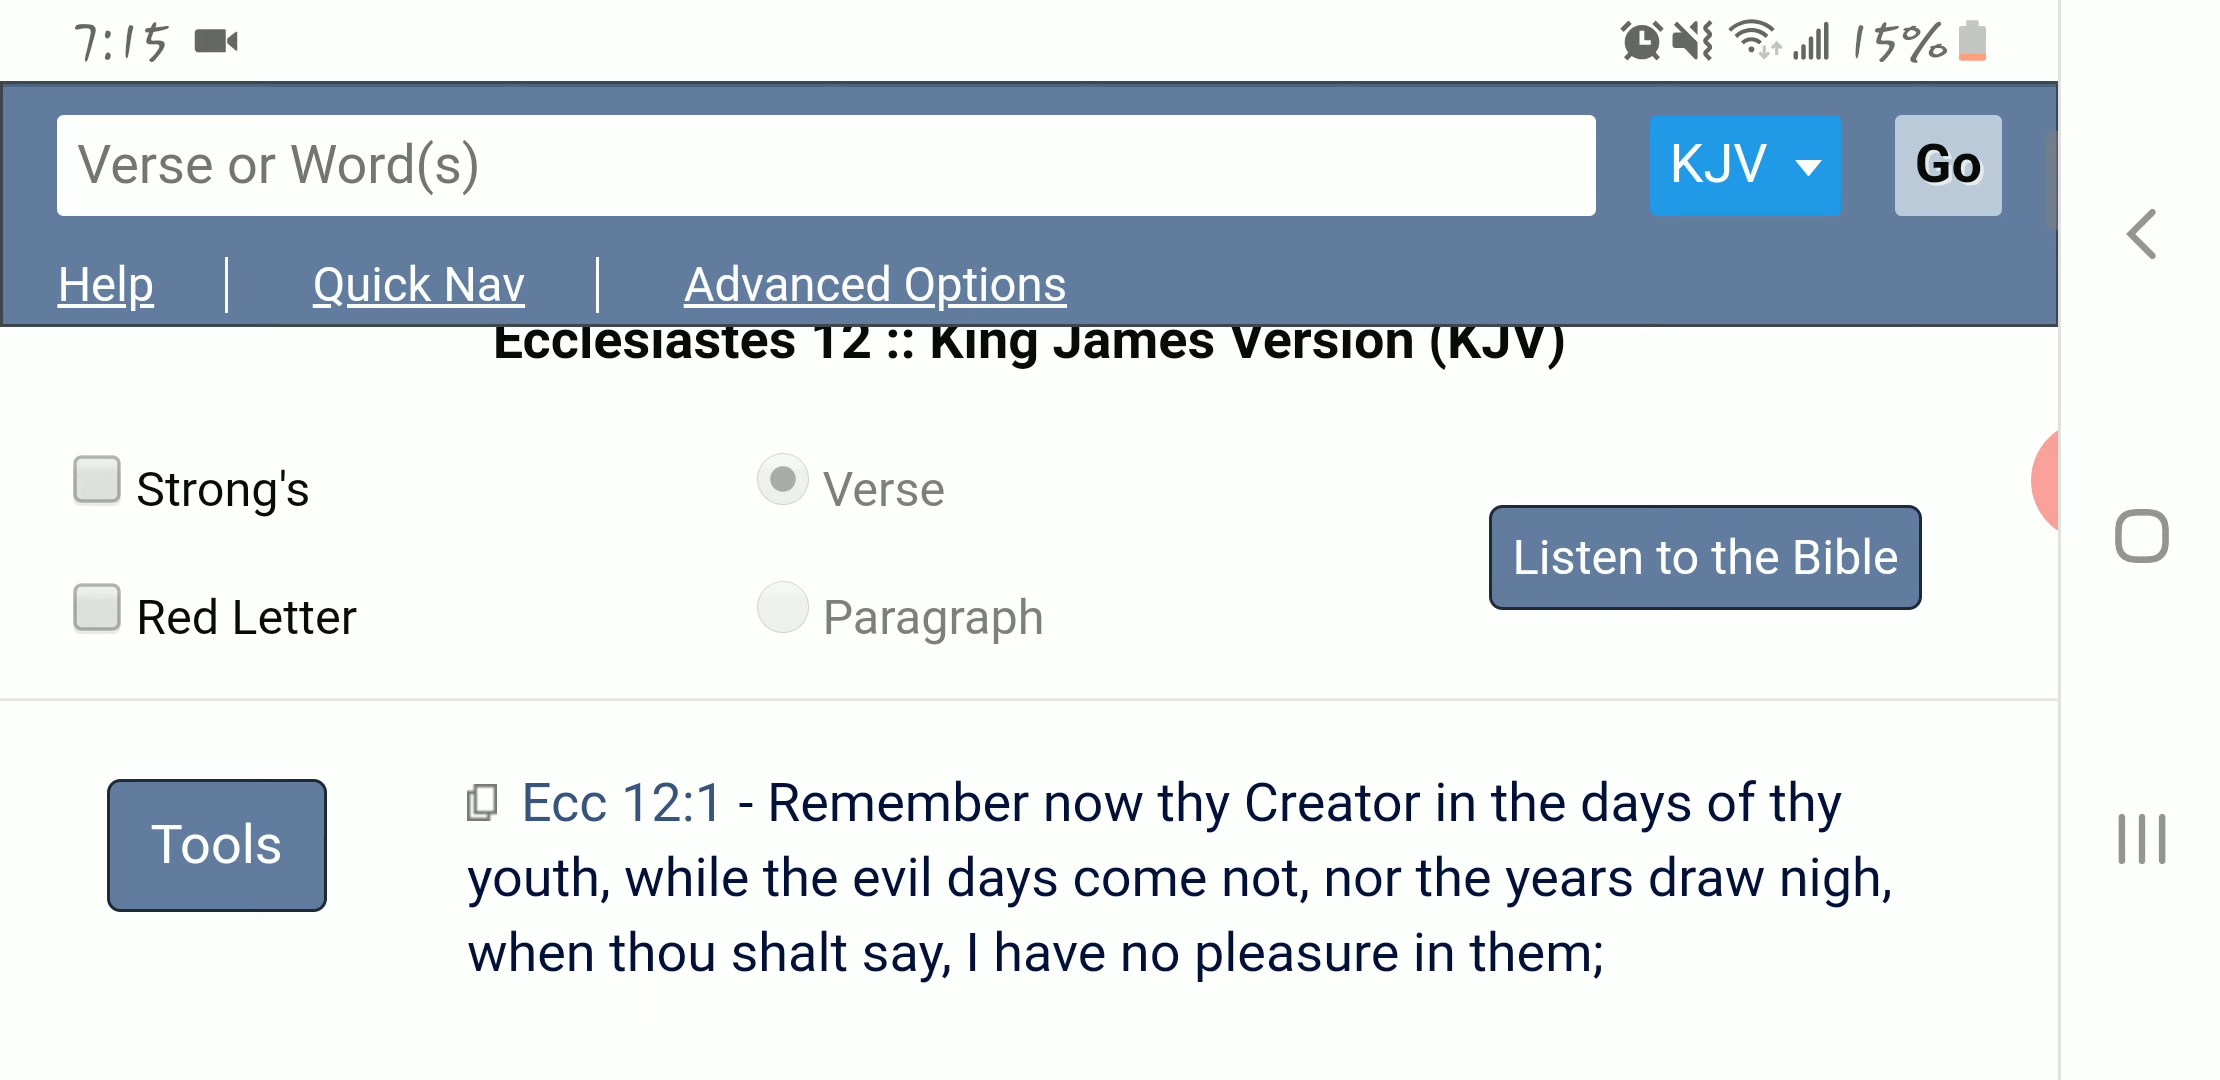 7:15 15%
Verse or Word(s) KJV Go
Help Quick Nav Advanced Options
Ecclesiastes 12 :: King James Version (KJV)
Strong's Verse
Listen to the Bible
Red Letter Paragraph
Tools
Ecc 12:1 - Remember now thy Creator in the days of thy
youth, while the evil days come not, nor the years draw nigh,
when thou shalt say, I have no pleasure in them;